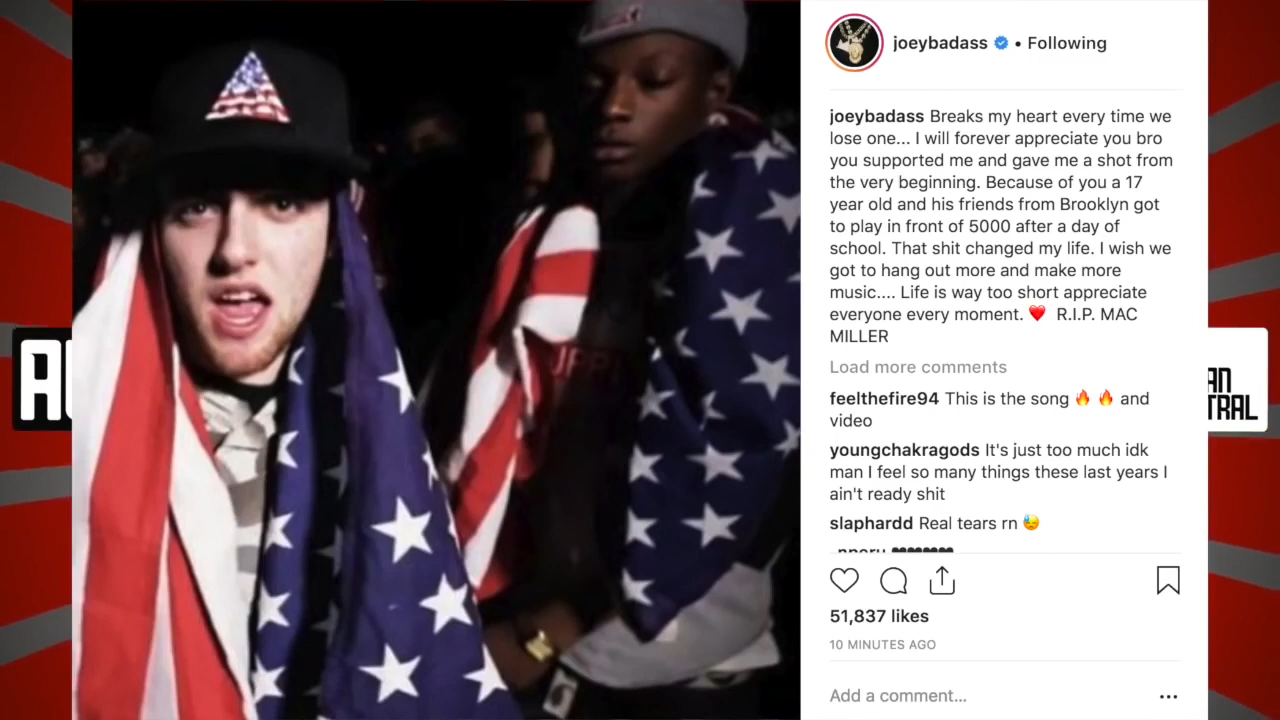 joeybadass • Following
joeybadass Breaks my heart every time we
lose one... I will forever appreciate you bro
you supported me and gave me a shot from
the very beginning. Because of you a 17
year old and his friends from Brooklyn got
to play in front of 5000 after a day of
school. That shit changed my life. I wish we
got to hang out more and make more
music.... Life is way too short appreciate
everyone every moment. ❤️ R.I.P. MAC
MILLER
Load more comments
feelthefire94 This is the song 🔥 🔥 and
video
youngchakragods It's just too much idk
man I feel so many things these last years I
ain't ready shit
slaphardd Real tears rn 😓
51,837 likes
10 MINUTES AGO
Add a comment...